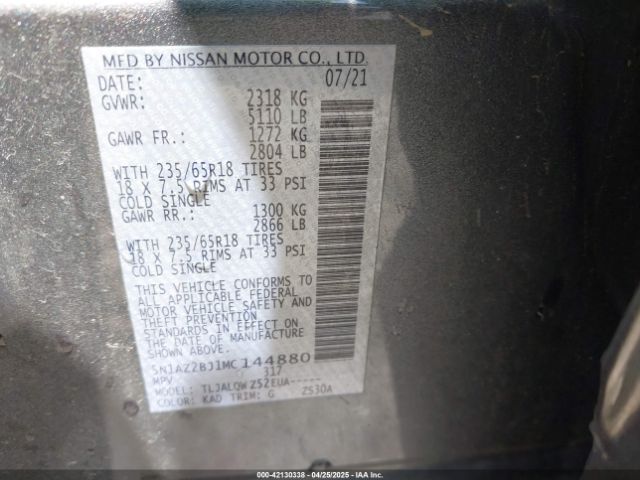 MFD BY NISSAN MOTOR CO., LTD.
DATE: 07/21
GVWR: 2318 KG
5110 LB
GAWR FR.: 1272 KG
2804 LB
WITH 235/65R18 TIRES
18 X 7.5 RIMS AT 33 PSI
COLD SINGLE
GAWR RR.: 1300 KG
2866 LB
WITH 235/65R18 TIRES
18 X 7.5 RIMS AT 33 PSI
COLD SINGLE
THIS VEHICLE CONFORMS TO
ALL APPLICABLE FEDERAL
MOTOR VEHICLE SAFETY AND
THEFT PREVENTION
STANDARDS IN EFFECT ON
THE DATE OF MANUFACTURE
SHOWN ABOVE.
5N1AZ2BJ1MC144880
MPV 317
MODEL: TLJALQWZ52EUA-----
COLOR: KAD TRIM: G Z530A
000-42130338 - 04/25/2025 - IAA Inc.